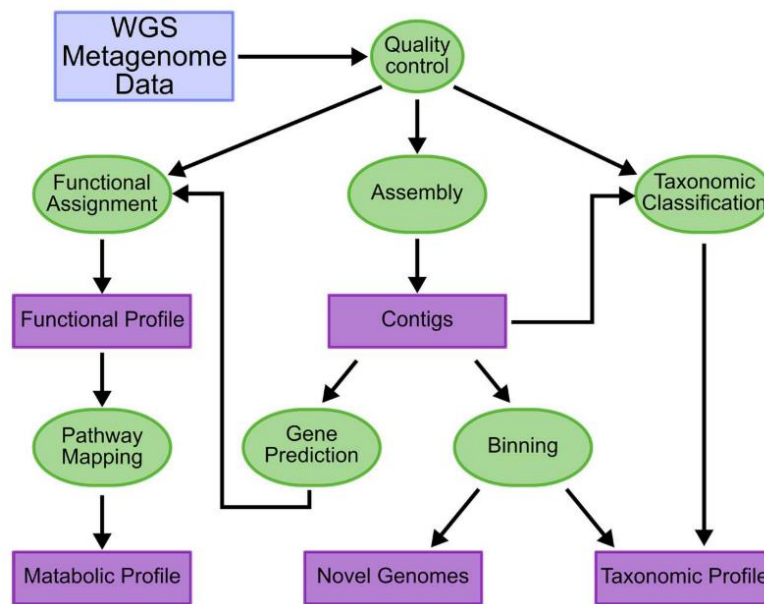 WGS
Metagenome
Data
Quality
control
Functional
Assignment
Assembly
Taxonomic
Classification
Functional Profile
Contigs
Pathway
Mapping
Gene
Prediction
Binning
Matabolic Profile
Novel Genomes
Taxonomic Profile